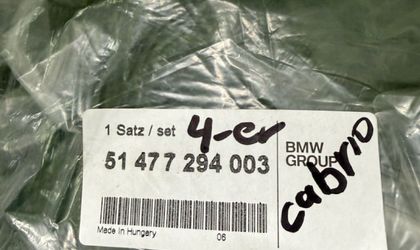 1 Satz / set 4-er
51 477 294 003
BMW
GROUP
cabrio
Made In Hungary 06